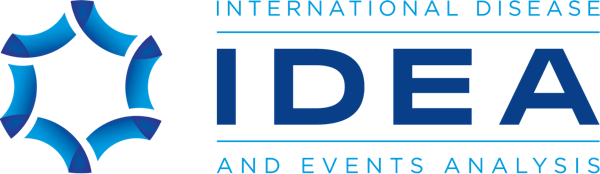 INTERNATIONAL DISEASE
IDEA
AND EVENTS ANALYSIS